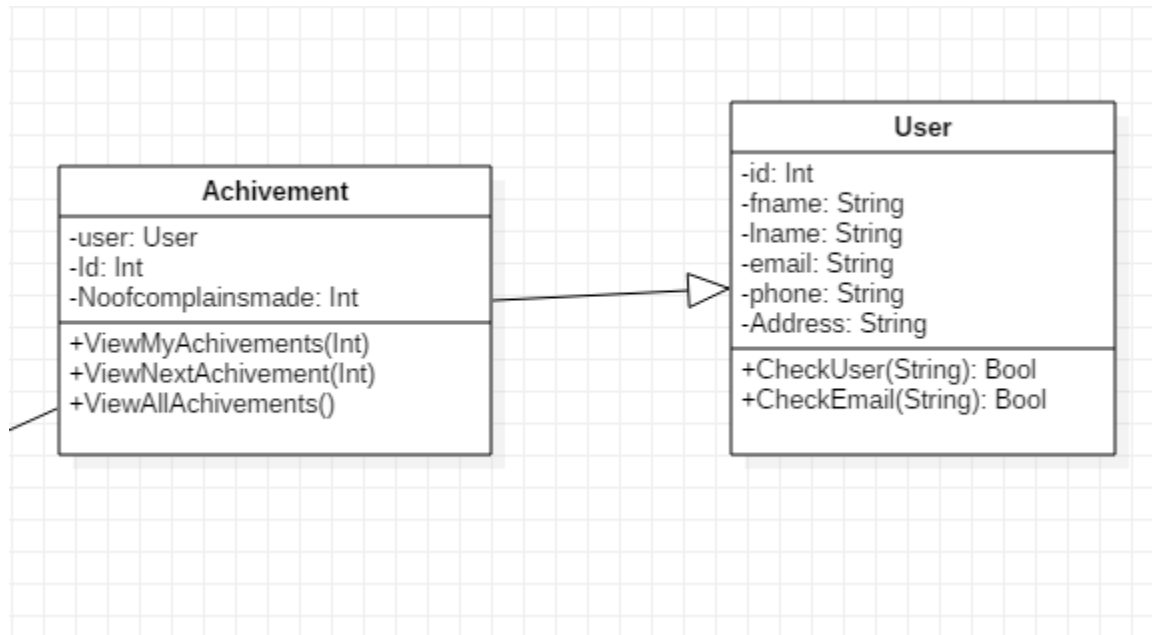 Achivement
-user: User
-Id: Int
-Noofcomplainsmade: Int
+ViewMyAchivements(Int)
+ViewNextAchivement(Int)
+ViewAllAchivements()
User
-id: Int
-fname: String
-lname: String
-email: String
-phone: String
-Address: String
+CheckUser(String): Bool
+CheckEmail(String): Bool